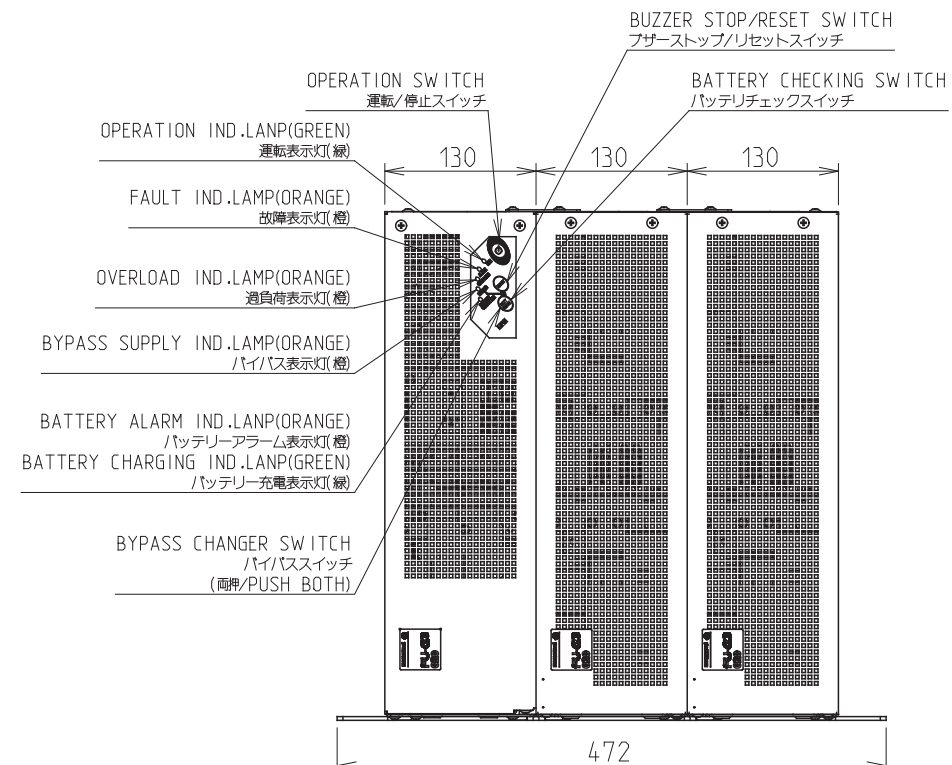 BUZZER STOP/RESET SWITCH
ブザーストップ/リセットスイッチ
OPERATION SWITCH
運転/停止スイッチ
BATTERY CHECKING SWITCH
バッテリチェックスイッチ
OPERATION IND.LANP(GREEN)
運転表示灯(緑)
130
130
130
FAULT IND.LAMP(ORANGE)
故障表示灯(橙)
OVERLOAD IND.LAMP(ORANGE)
過負荷表示灯(橙)
BYPASS SUPPLY IND.LAMP(ORANGE)
バイパス表示灯(橙)
BATTERY ALARM IND.LANP(ORANGE)
バッテリーアラーム表示灯(橙)
BATTERY CHARGING IND.LANP(GREEN)
バッテリー充電表示灯(緑)
BYPASS CHANGER SWITCH
バイパススイッチ
(両押/PUSH BOTH)
472